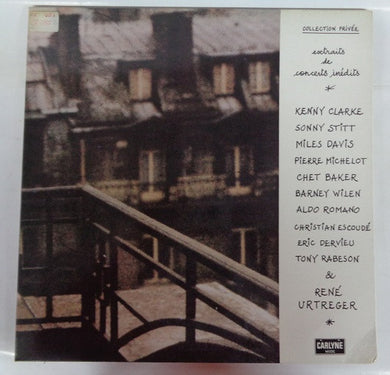 COLLECTION PRIVÉE
extraits
de
concerts inédits
*
KENNY CLARKE
SONNY STITT
MILES DAVIS
PIERRE MICHELOT
CHET BAKER
BARNEY WILEN
ALDO ROMANO
CHRISTIAN ESCOUDÉ
ERIC DERVIEU
TONY RABESON
&
RENÉ
URTREGER
*
CARLYNE
MUSIC